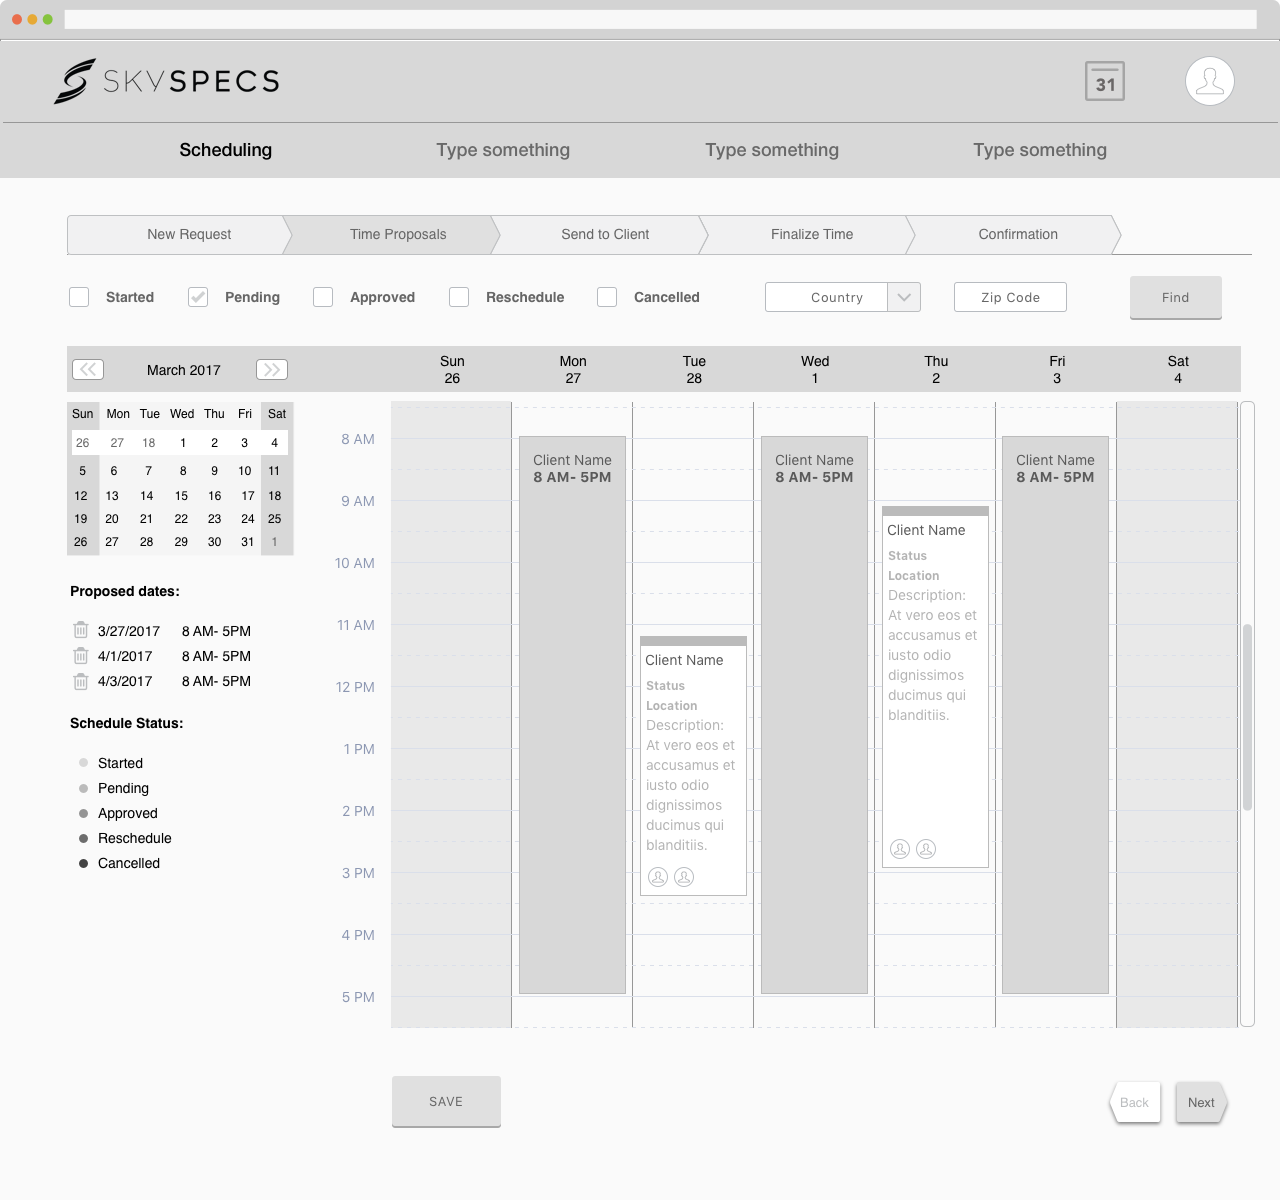 SKYSPECS
31
Scheduling
Type something
Type something
Type something
New Request
Time Proposals
Send to Client
Finalize Time
Confirmation
Started
Pending
Approved
Reschedule
Cancelled
Country
Zip Code
Find
March 2017
Sun Mon Tue Wed Thu Fri Sat
26 27 18 1 2 3 4
5 6 7 8 9 10 11
12 13 14 15 16 17 18
19 20 21 22 23 24 25
26 27 28 29 30 31 1
Proposed dates:
3/27/2017 8 AM- 5PM
4/1/2017 8 AM- 5PM
4/3/2017 8 AM- 5PM
Schedule Status:
Started
Pending
Approved
Reschedule
Cancelled
Sun Mon Tue Wed Thu Fri Sat
26 27 28 1 2 3 4
8 AM
9 AM
10 AM
11 AM
12 PM
1 PM
2 PM
3 PM
4 PM
5 PM
Client Name
8 AM- 5PM
Client Name
Status
Location
Description:
At vero eos et
accusamus et
iusto odio
dignissimos
ducimus qui
blanditiis.
Client Name
8 AM- 5PM
Client Name
Status
Location
Description:
At vero eos et
accusamus et
iusto odio
dignissimos
ducimus qui
blanditiis.
Client Name
8 AM- 5PM
SAVE
Back
Next